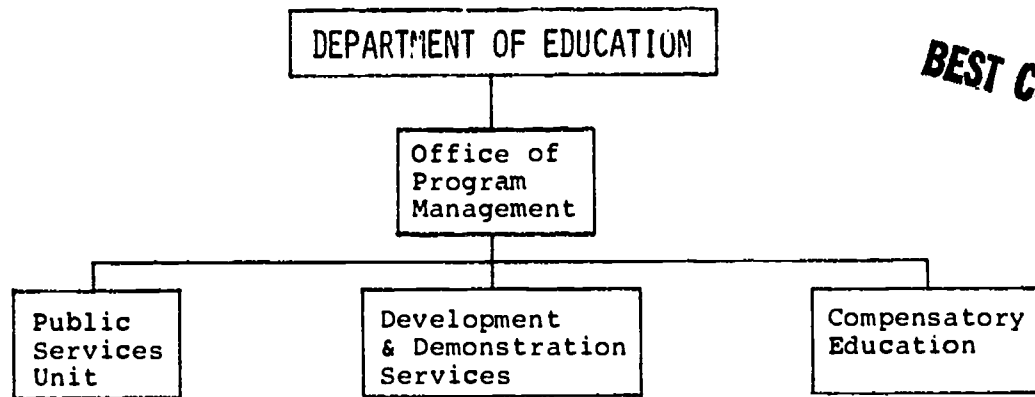 DEPARTMENT OF EDUCATION
BEST
Office of
Program
Management
Public
Services
Unit
Development
& Demonstration
Services
Compensatory
Education